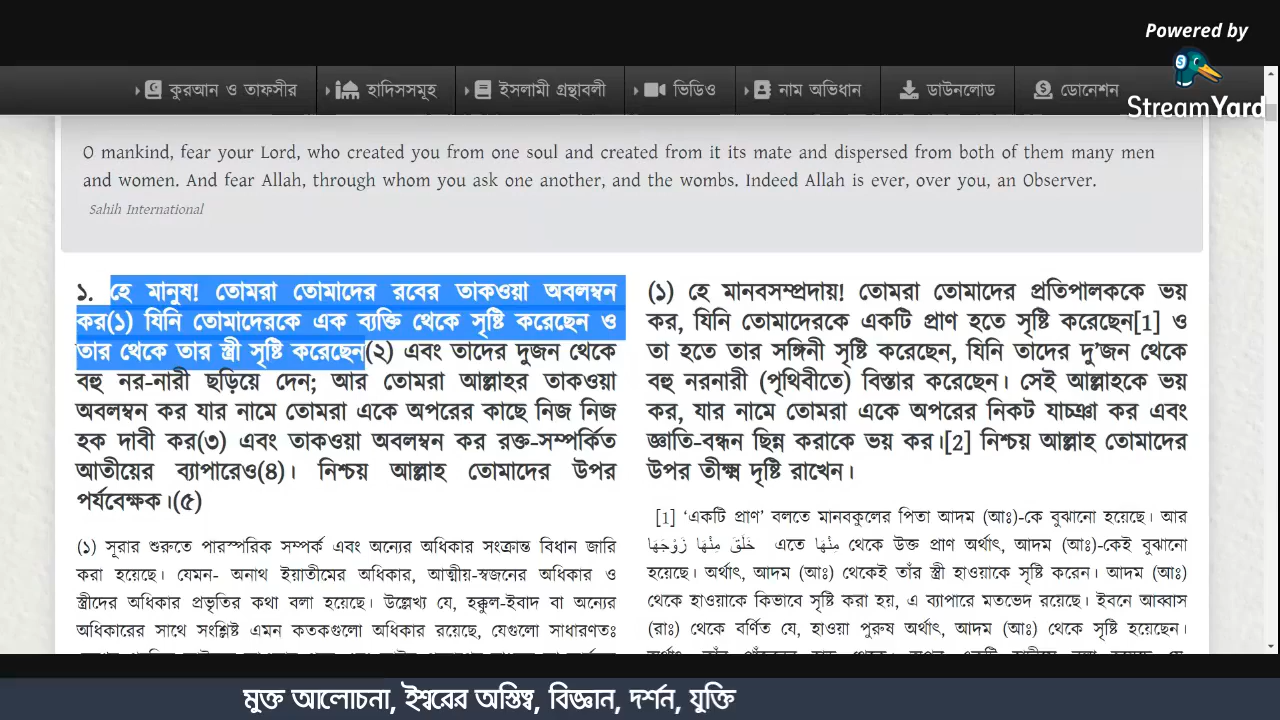 Powered by
StreamYard
কুরআন ও তাফসীর
হাদিসসমূহ
ইসলামী গ্রন্থাবলী
ভিডিও
নাম অভিধান
ডাউনলোড
ডোনেশন
O mankind, fear your Lord, who created you from one soul and created from it its mate and dispersed from both of them many men
and women. And fear Allah, through whom you ask one another, and the wombs. Indeed Allah is ever, over you, an Observer.
Sahih International
১. হে মানুষ! তোমরা তোমাদের রবের তাকওয়া অবলম্বন
কর(১) যিনি তোমাদেরকে এক ব্যক্তি থেকে সৃষ্টি করেছেন ও
তার থেকে তার স্ত্রী সৃষ্টি করেছেন(২) এবং তাদের দুজন থেকে
বহু নর-নারী ছড়িয়ে দেন; আর তোমরা আল্লাহর তাকওয়া
অবলম্বন কর যার নামে তোমরা একে অপরের কাছে নিজ নিজ
হক দাবী কর(৩) এবং তাকওয়া অবলম্বন কর রক্ত-সম্পর্কিত
আতীয়ের ব্যাপারেও(৪)। নিশ্চয় আল্লাহ তোমাদের উপর
পর্যবেক্ষক।(৫)
(১) সূরার শুরুতে পারস্পরিক সম্পর্ক এবং অন্যের অধিকার সংক্রান্ত বিধান জারি
করা হয়েছে। যেমন- অনাথ ইয়াতীমের অধিকার, আত্মীয়-স্বজনের অধিকার ও
স্ত্রীদের অধিকার প্রভৃতির কথা বলা হয়েছে। উল্লেখ্য যে, হক্কুল-ইবাদ বা অন্যের
অধিকারের সাথে সংশ্লিষ্ট এমন কতকগুলো অধিকার রয়েছে, যেগুলো সাধারণতঃ
(১) হে মানবসম্প্রদায়! তোমরা তোমাদের প্রতিপালককে ভয়
কর, যিনি তোমাদেরকে একটি প্রাণ হতে সৃষ্টি করেছেন[1] ও
তা হতে তার সঙ্গিনী সৃষ্টি করেছেন, যিনি তাদের দু'জন থেকে
বহু নরনারী (পৃথিবীতে) বিস্তার করেছেন। সেই আল্লাহকে ভয়
কর, যার নামে তোমরা একে অপরের নিকট যাচ্ঞা কর এবং
জ্ঞাতি-বন্ধন ছিন্ন করাকে ভয় কর।[2] নিশ্চয় আল্লাহ তোমাদের
উপর তীক্ষ্ম দৃষ্টি রাখেন।
[1] 'একটি প্রাণ' বলতে মানবকুলের পিতা আদম (আঃ)-কে বুঝানো হয়েছে। আর
خَلَقَ مِنْهَا زَوْجَهَا এতে مِنْهَا থেকে উক্ত প্রাণ অর্থাৎ, আদম (আঃ)-কেই বুঝানো
হয়েছে। অর্থাৎ, আদম (আঃ) থেকেই তাঁর স্ত্রী হাওয়াকে সৃষ্টি করেন। আদম (আঃ)
থেকে হাওয়াকে কিভাবে সৃষ্টি করা হয়, এ ব্যাপারে মতভেদ রয়েছে। ইবনে আব্বাস
(রাঃ) থেকে বর্ণিত যে, হাওয়া পুরুষ অর্থাৎ, আদম (আঃ) থেকে সৃষ্টি হয়েছেন।
মুক্ত আলোচনা, ইশ্বরের অস্তিত্ব, বিজ্ঞান, দর্শন, যুক্তি